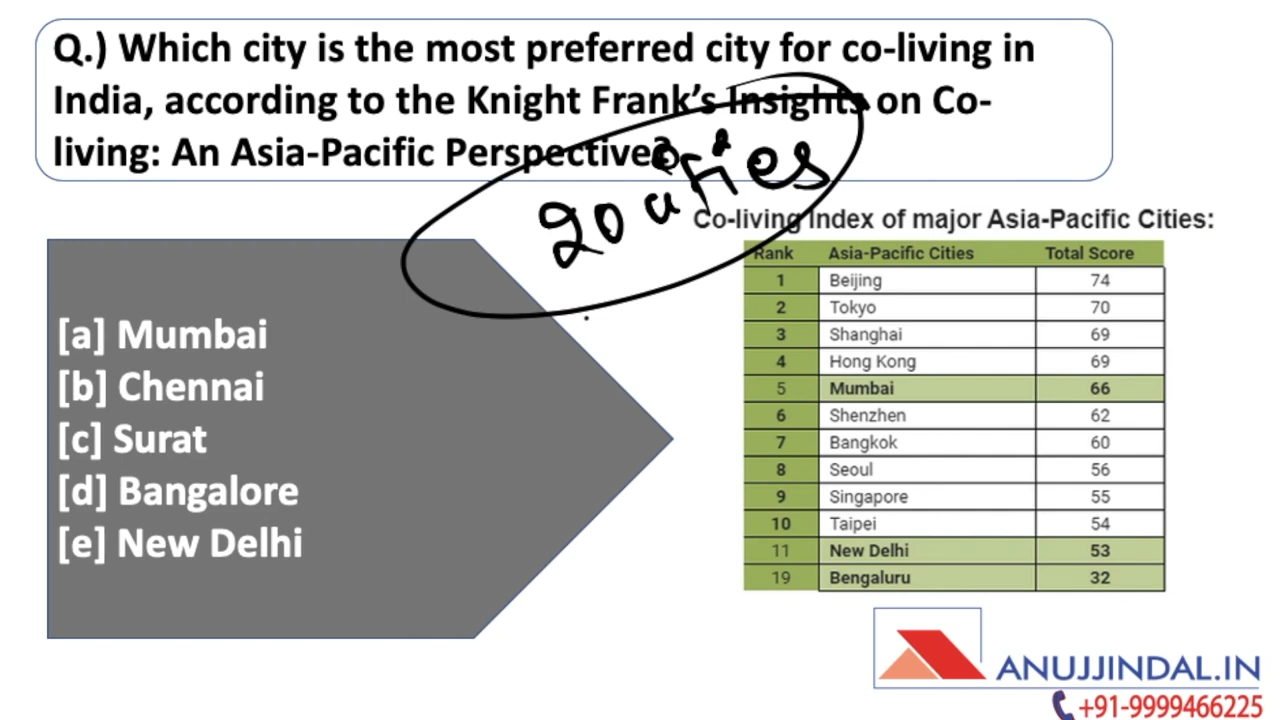 Q.) Which city is the most preferred city for co-living in
India, according to the Knight Frank's Insights on Co-
living: An Asia-Pacific Perspective?
20 cities
Co-living Index of major Asia-Pacific Cities:
Rank Asia-Pacific Cities Total Score
1 Beijing 74
2 Tokyo 70
3 Shanghai 69
4 Hong Kong 69
5 Mumbai 66
6 Shenzhen 62
7 Bangkok 60
8 Seoul 56
9 Singapore 55
10 Taipei 54
11 New Delhi 53
19 Bengaluru 32
[a] Mumbai
[b] Chennai
[c] Surat
[d] Bangalore
[e] New Delhi
ANUJJINDAL.IN
+91-9999466225